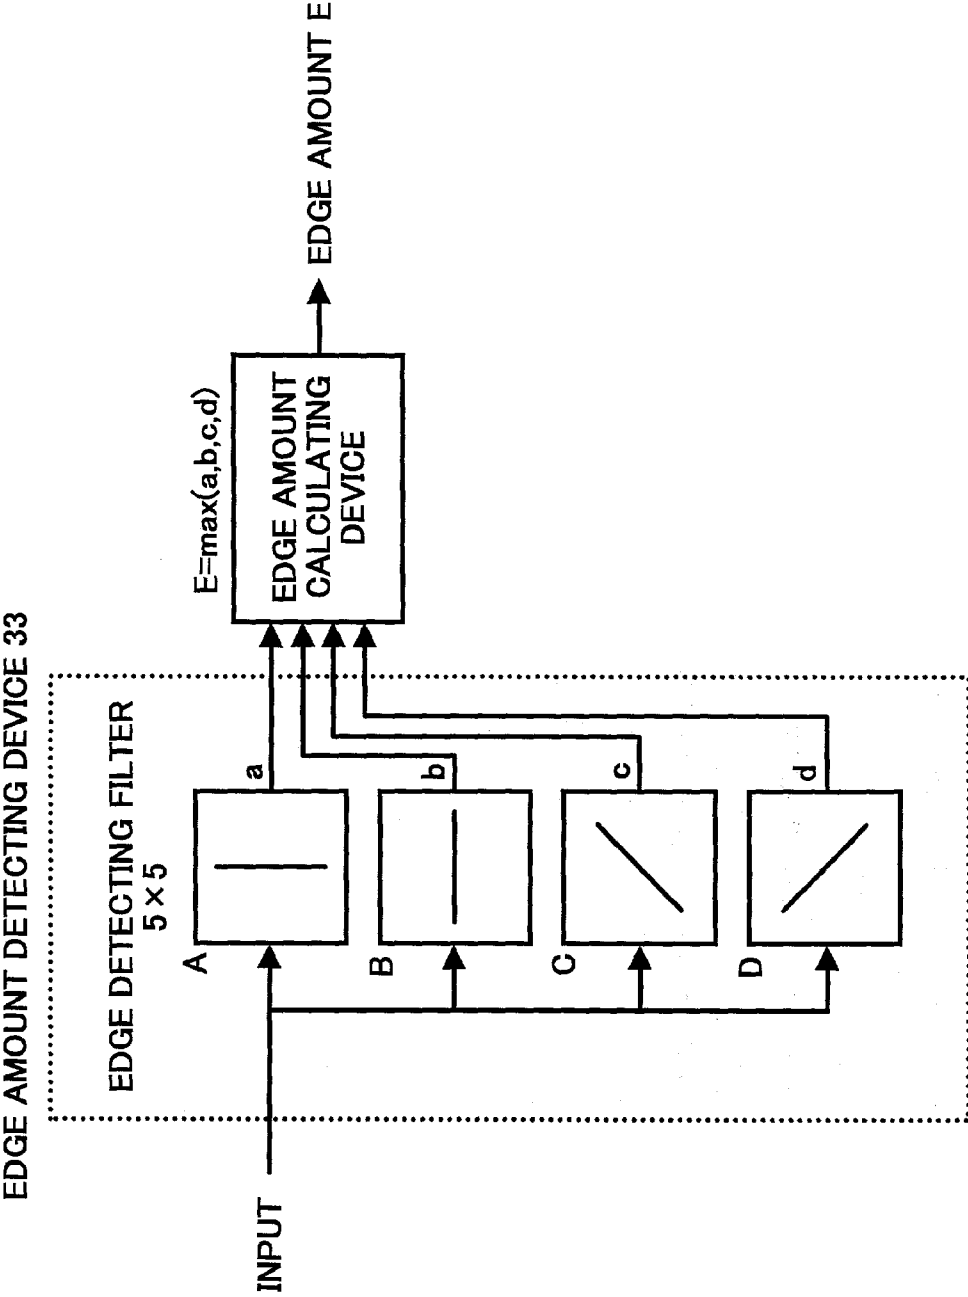 EDGE AMOUNT DETECTING DEVICE 33
EDGE DETECTING FILTER
5×5
INPUT
A
a
B
b
C
c
D
d
E=max(a,b,c,d)
EDGE AMOUNT
CALCULATING
DEVICE
EDGE AMOUNT E